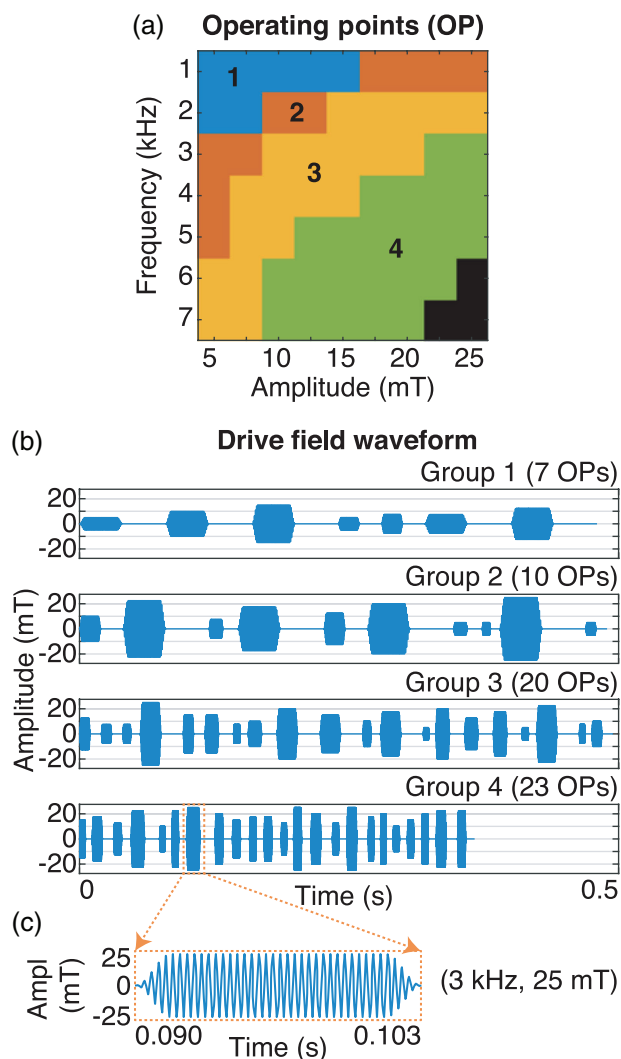 (a) Operating points (OP)
Frequency (kHz)
1
2
3
4
5
6
7
1
2
3
4
5 10 15 20 25
Amplitude (mT)
(b) Drive field waveform
Amplitude (mT)
Group 1 (7 OPs)
20
0
-20
Group 2 (10 OPs)
20
0
-20
Group 3 (20 OPs)
20
0
-20
Group 4 (23 OPs)
20
0
-20
0 Time (s) 0.5
(c)
Ampl
(mT)
25
0
-25
(3 kHz, 25 mT)
0.090 0.103
Time (s)